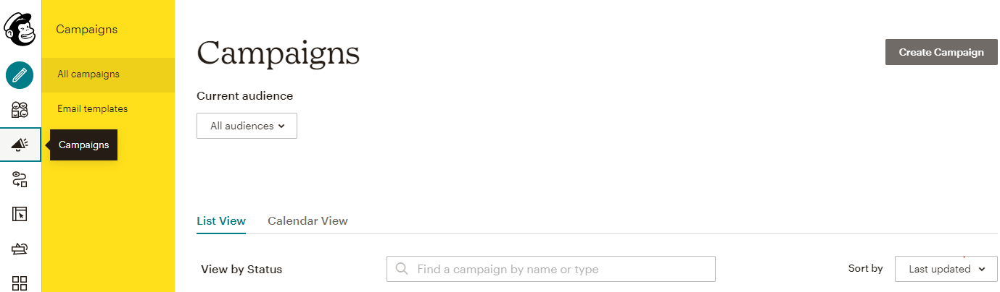 Campaigns
All campaigns
Email templates
Campaigns
Campaigns
Create Campaign
Current audience
All audiences
List View
Calendar View
View by Status
Find a campaign by name or type
Sort by
Last updated